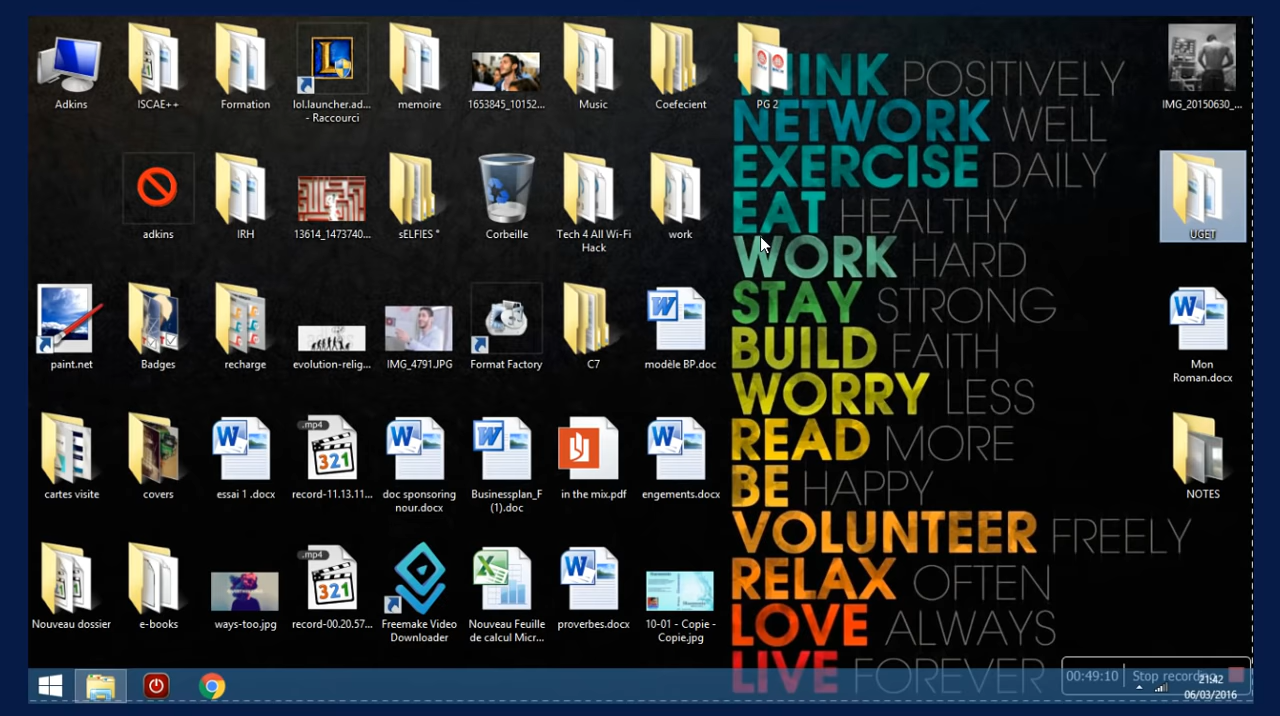 Adkins
ISCAE++
Formation
lol.launcher.ad...
- Raccourci
memoire
1653845_10152...
Music
Coefecient
PG 2
IMG_20150630_...
adkins
IRH
13614_1473740...
sELFIES °
Corbeille
Tech 4 All Wi-Fi
Hack
work
UGET
paint.net
Badges
recharge
evolution-relig...
IMG_4791.JPG
Format Factory
C7
modèle BP.doc
Mon
Roman.docx
cartes visite
covers
essai 1 .docx
.mp4
321
record-11.13.11...
doc sponsoring
nour.docx
Businessplan_F
(1).doc
in the mix.pdf
engements.docx
NOTES
Nouveau dossier
e-books
ways-too.jpg
.mp4
321
record-00.20.57...
Freemake Video
Downloader
Nouveau Feuille
de calcul Micr...
proverbes.docx
10-01 - Copie -
Copie.jpg
THINK POSITIVELY
NETWORK WELL
EXERCISE DAILY
EAT HEALTHY
WORK HARD
STAY STRONG
BUILD FAITH
WORRY LESS
READ MORE
BE HAPPY
VOLUNTEER FREELY
RELAX OFTEN
LOVE ALWAYS
LIVE FOREVER
00:49:10
Stop recording
21:42
06/03/2016